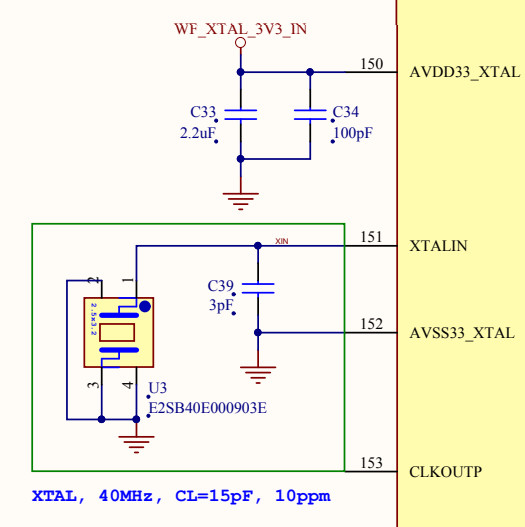 WF_XTAL_3V3_IN
150
AVDD33_XTAL
C33
2.2uF
C34
100pF
151
XTALIN
XIN
C39
3pF
152
AVSS33_XTAL
2
1
2.5x3.2
3
4
U3
E2SB40E000903E
153
CLKOUTP
XTAL, 40MHz, CL=15pF, 10ppm